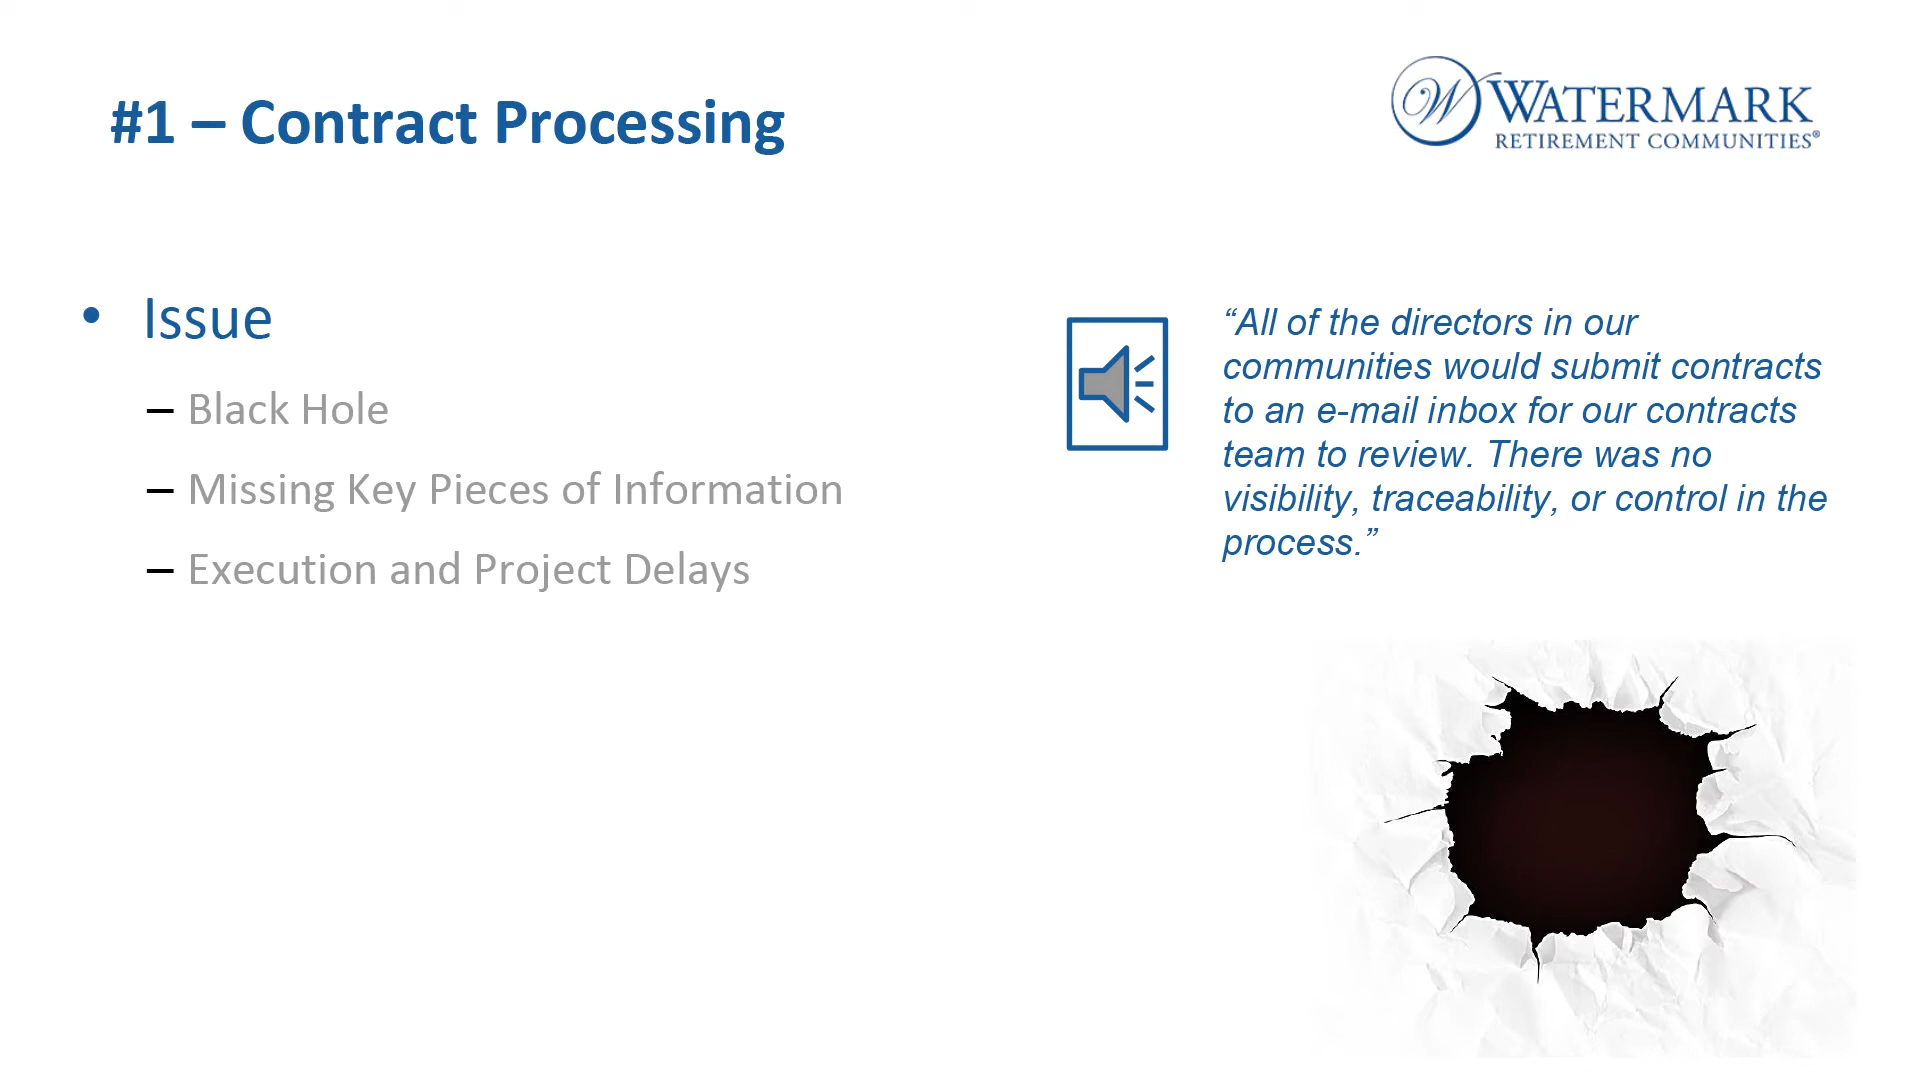 #1 – Contract Processing
W WATERMARK
RETIREMENT COMMUNITIES®
• Issue
– Black Hole
– Missing Key Pieces of Information
– Execution and Project Delays
“All of the directors in our
communities would submit contracts
to an e-mail inbox for our contracts
team to review. There was no
visibility, traceability, or control in the
process.”